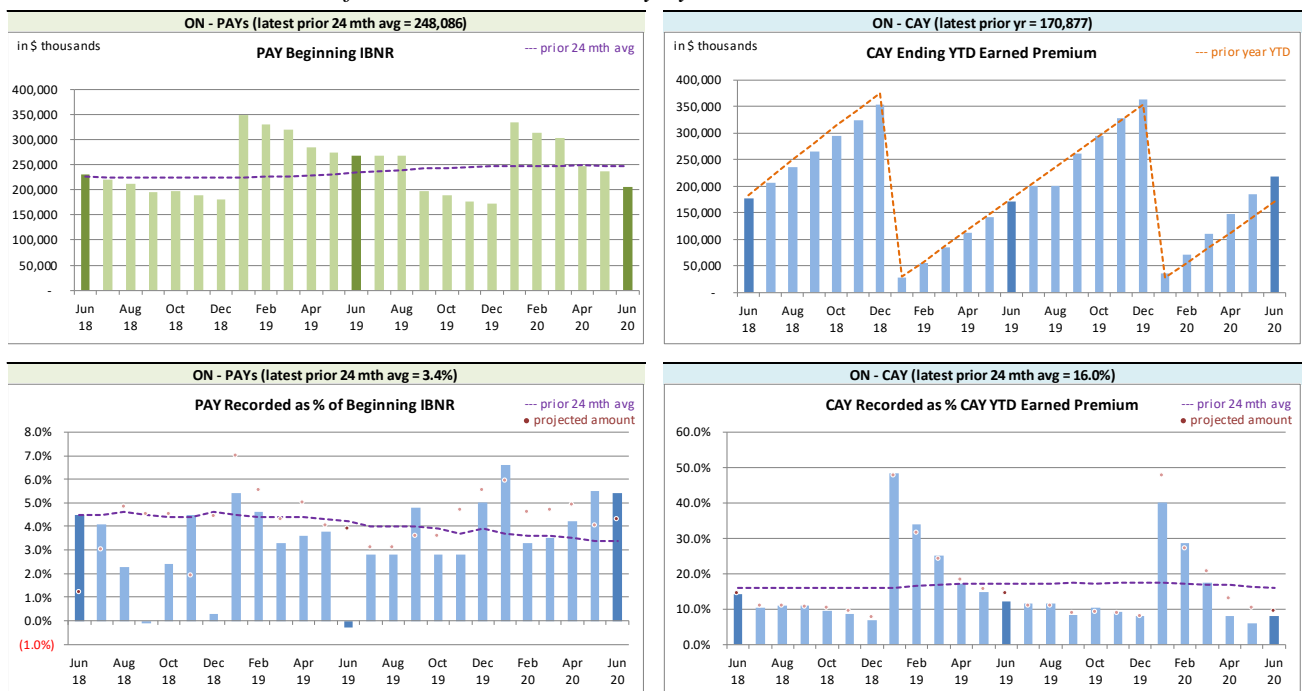 ON - PAYs (latest prior 24 mth avg = 248,086)
in $ thousands
PAY Beginning IBNR
--- prior 24 mth avg
400,000
350,000
300,000
250,000
200,000
150,000
100,000
50,000
-
Jun Aug Oct Dec Feb Apr Jun Aug Oct Dec Feb Apr Jun
18 18 18 18 19 19 19 19 19 19 20 20 20
ON - CAY (latest prior yr = 170,877)
in $ thousands
CAY Ending YTD Earned Premium
--- prior year YTD
400,000
350,000
300,000
250,000
200,000
150,000
100,000
50,000
-
Jun Aug Oct Dec Feb Apr Jun Aug Oct Dec Feb Apr Jun
18 18 18 18 19 19 19 19 19 19 20 20 20
ON - PAYs (latest prior 24 mth avg = 3.4%)
PAY Recorded as % of Beginning IBNR
--- prior 24 mth avg
• projected amount
8.0%
7.0%
6.0%
5.0%
4.0%
3.0%
2.0%
1.0%
0.0%
(1.0%)
Jun Aug Oct Dec Feb Apr Jun Aug Oct Dec Feb Apr Jun
18 18 18 18 19 19 19 19 19 19 20 20 20
ON - CAY (latest prior 24 mth avg = 16.0%)
CAY Recorded as % CAY YTD Earned Premium
--- prior 24 mth avg
• projected amount
60.0%
50.0%
40.0%
30.0%
20.0%
10.0%
0.0%
Jun Aug Oct Dec Feb Apr Jun Aug Oct Dec Feb Apr Jun
18 18 18 18 19 19 19 19 19 19 20 20 20